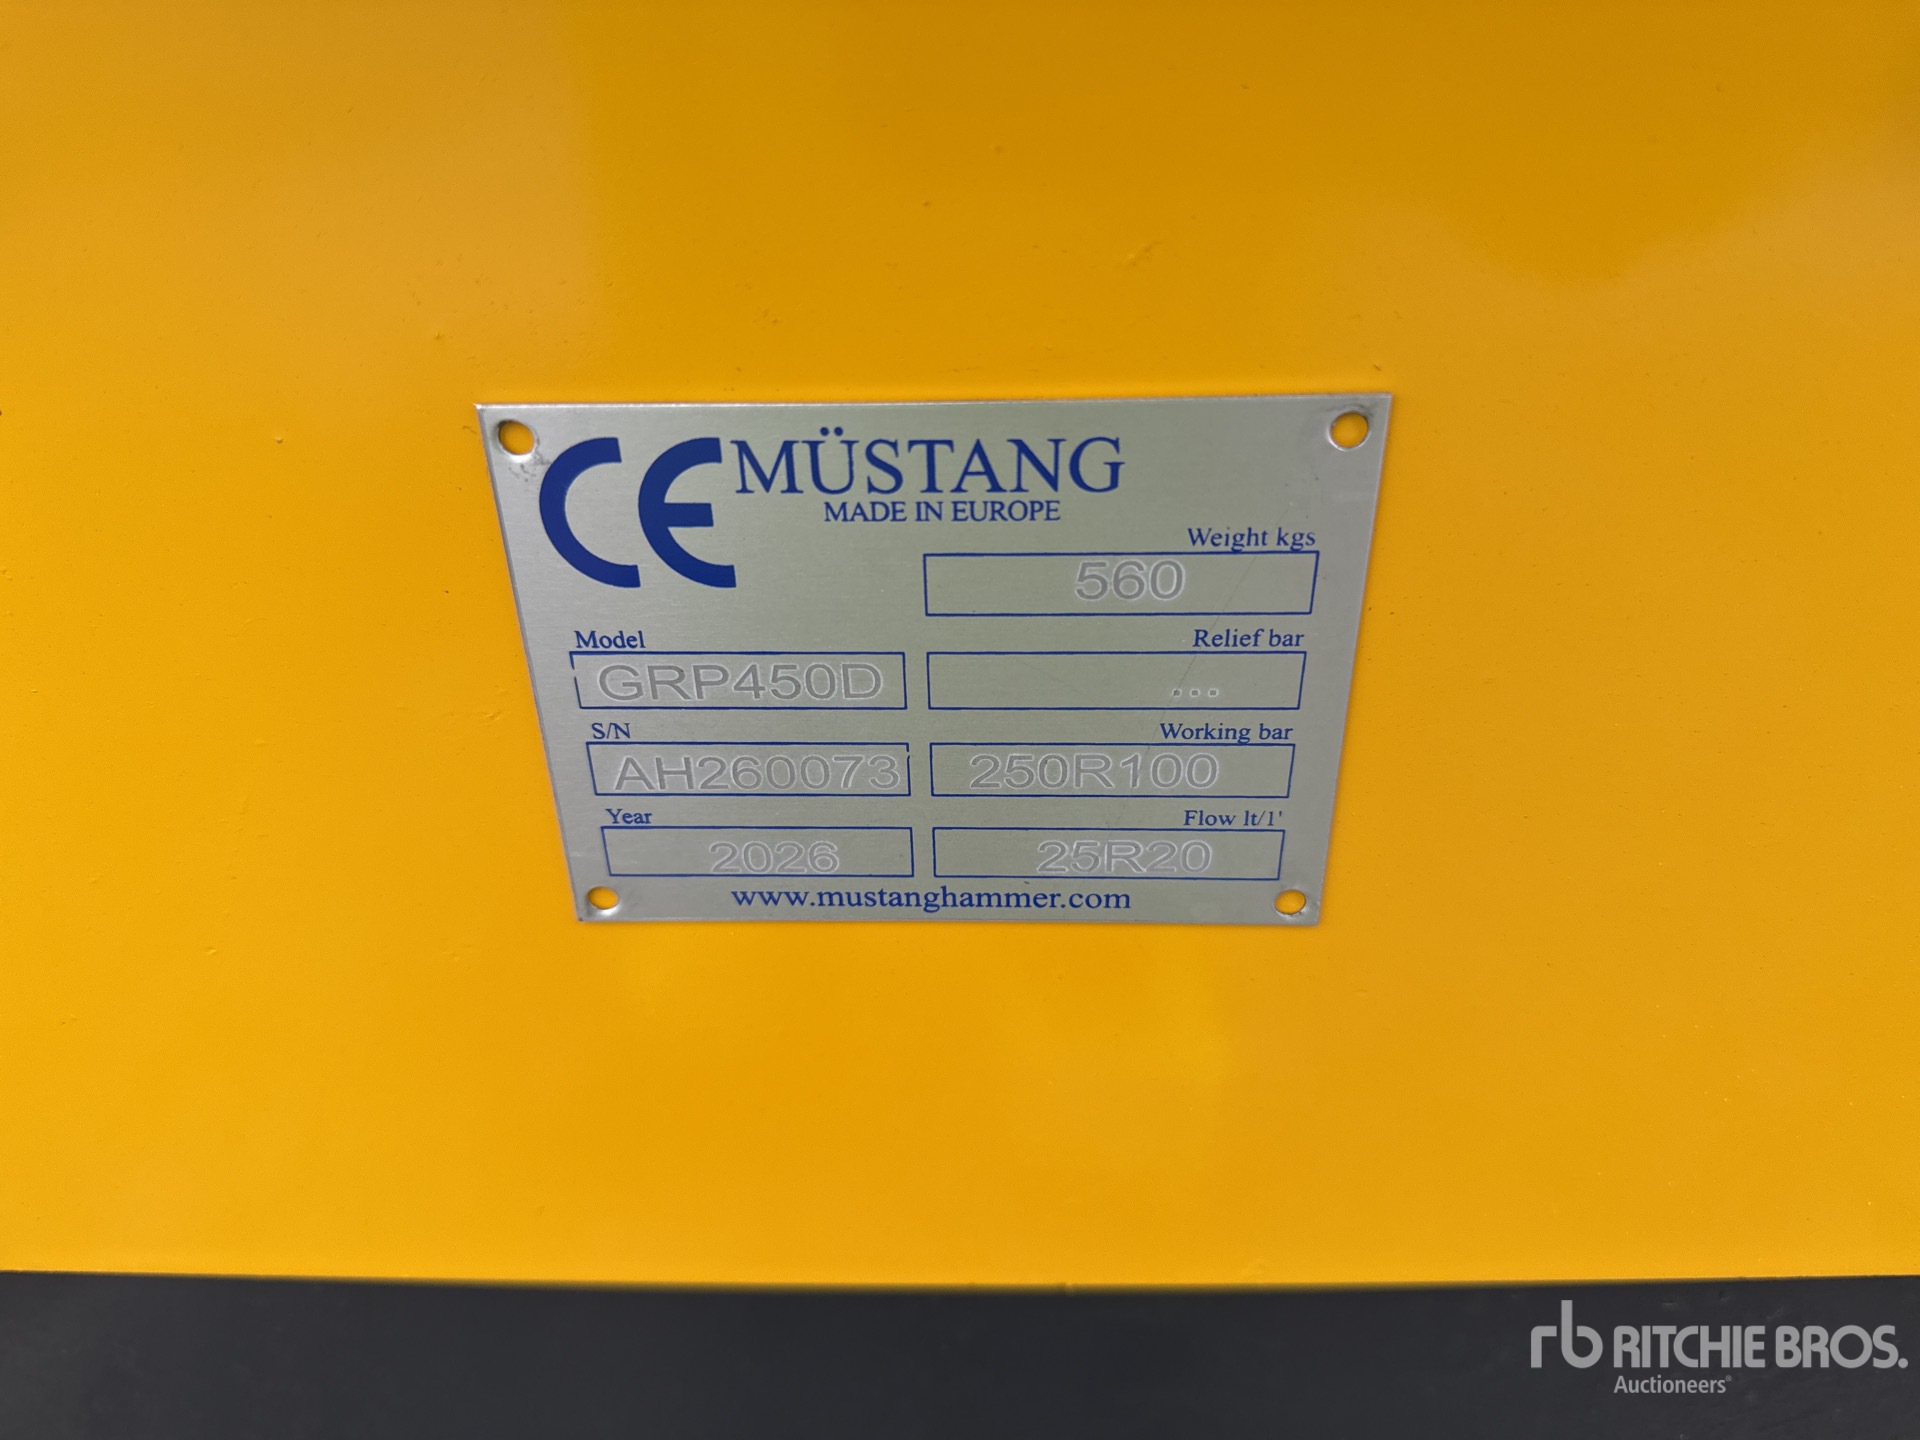 CE MÜSTANG
MADE IN EUROPE
Weight kgs
560
Model
GRP450D
Relief bar
...
S/N
AH260073
Working bar
250R100
Year
2026
Flow lt/1'
25R20
www.mustanghammer.com
rb RITCHIE BROS.
Auctioneers